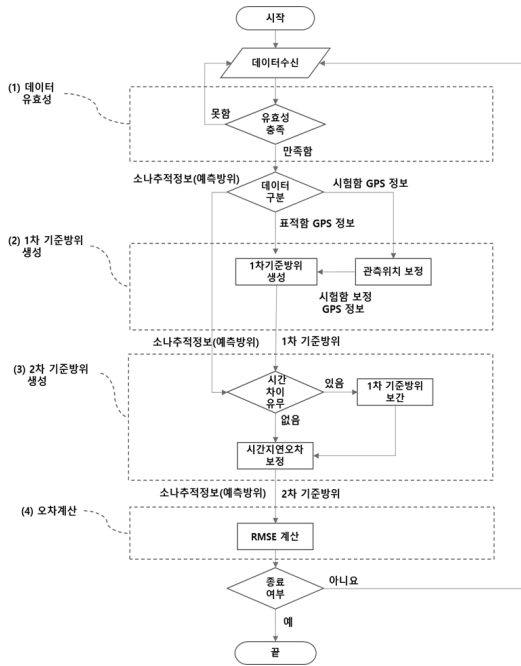 시작
데이터수신
(1) 데이터
유효성
못함
유효성
충족
만족함
소나추적정보(예측방위)
데이터
구분
시험함 GPS 정보
표적함 GPS 정보
(2) 1차 기준방위
생성
1차기준방위
생성
관측위치 보정
시험함 보정
GPS 정보
소나추적정보(예측방위)
1차 기준방위
(3) 2차 기준방위
생성
시간
차이
유무
있음
1차 기준방위
보간
없음
시간지연오차
보정
소나추적정보(예측방위)
2차 기준방위
(4) 오차계산
RMSE 계산
종료
여부
아니요
예
끝